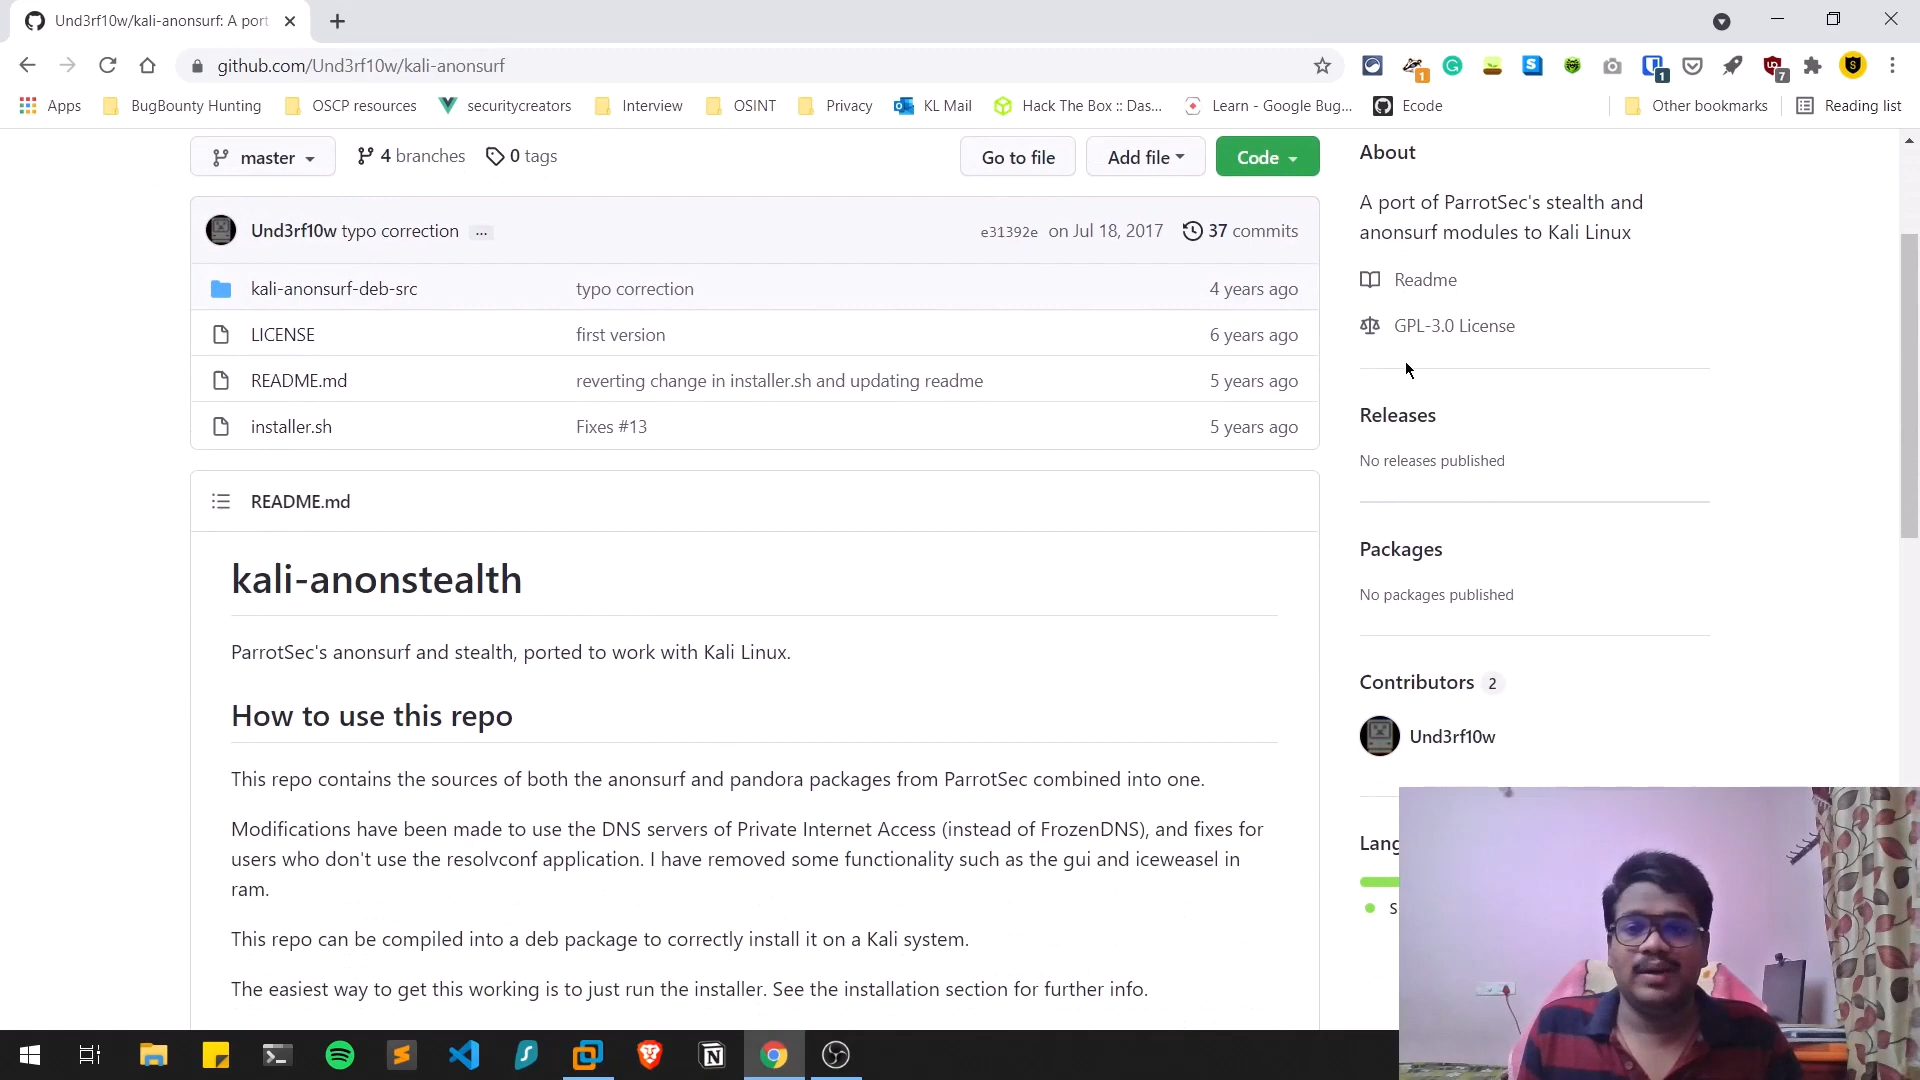 Und3rf10w/kali-anonsurf: A port
github.com/Und3rf10w/kali-anonsurf
1
1
7
Apps
BugBounty Hunting
OSCP resources
securitycreators
Interview
OSINT
Privacy
KL Mail
Hack The Box :: Das...
Learn - Google Bug...
Ecode
Other bookmarks
Reading list
master
4 branches
0 tags
Go to file
Add file
Code
Und3rf10w typo correction ...
e31392e on Jul 18, 2017
37 commits
kali-anonsurf-deb-src
typo correction
4 years ago
LICENSE
first version
6 years ago
README.md
reverting change in installer.sh and updating readme
5 years ago
installer.sh
Fixes #13
5 years ago
README.md
kali-anonstealth
ParrotSec's anonsurf and stealth, ported to work with Kali Linux.
How to use this repo
This repo contains the sources of both the anonsurf and pandora packages from ParrotSec combined into one.
Modifications have been made to use the DNS servers of Private Internet Access (instead of FrozenDNS), and fixes for
users who don't use the resolvconf application. I have removed some functionality such as the gui and iceweasel in
ram.
This repo can be compiled into a deb package to correctly install it on a Kali system.
The easiest way to get this working is to just run the installer. See the installation section for further info.
About
A port of ParrotSec's stealth and
anonsurf modules to Kali Linux
Readme
GPL-3.0 License
Releases
No releases published
Packages
No packages published
Contributors 2
Und3rf10w
Lang
S